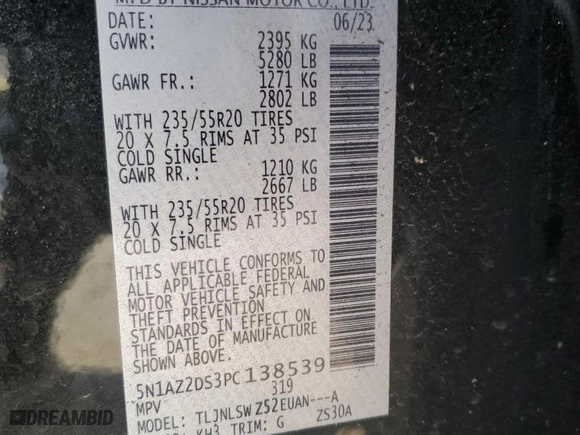 MFD BY NISSAN MOTOR CO., LTD.
DATE: 06/23
GVWR: 2395 KG
5280 LB
GAWR FR.: 1271 KG
2802 LB
WITH 235/55R20 TIRES
20 X 7.5 RIMS AT 35 PSI
COLD SINGLE
GAWR RR.: 1210 KG
2667 LB
WITH 235/55R20 TIRES
20 X 7.5 RIMS AT 35 PSI
COLD SINGLE
THIS VEHICLE CONFORMS TO
ALL APPLICABLE FEDERAL
MOTOR VEHICLE SAFETY AND
THEFT PREVENTION
STANDARDS IN EFFECT ON
THE DATE OF MANUFACTURE
SHOWN ABOVE.
5N1AZ2DS3PC138539
MPV 319
MODEL: TLJNLSWZ52EUAN---A
KH3 TRIM: G ZS30A
DREAMBID